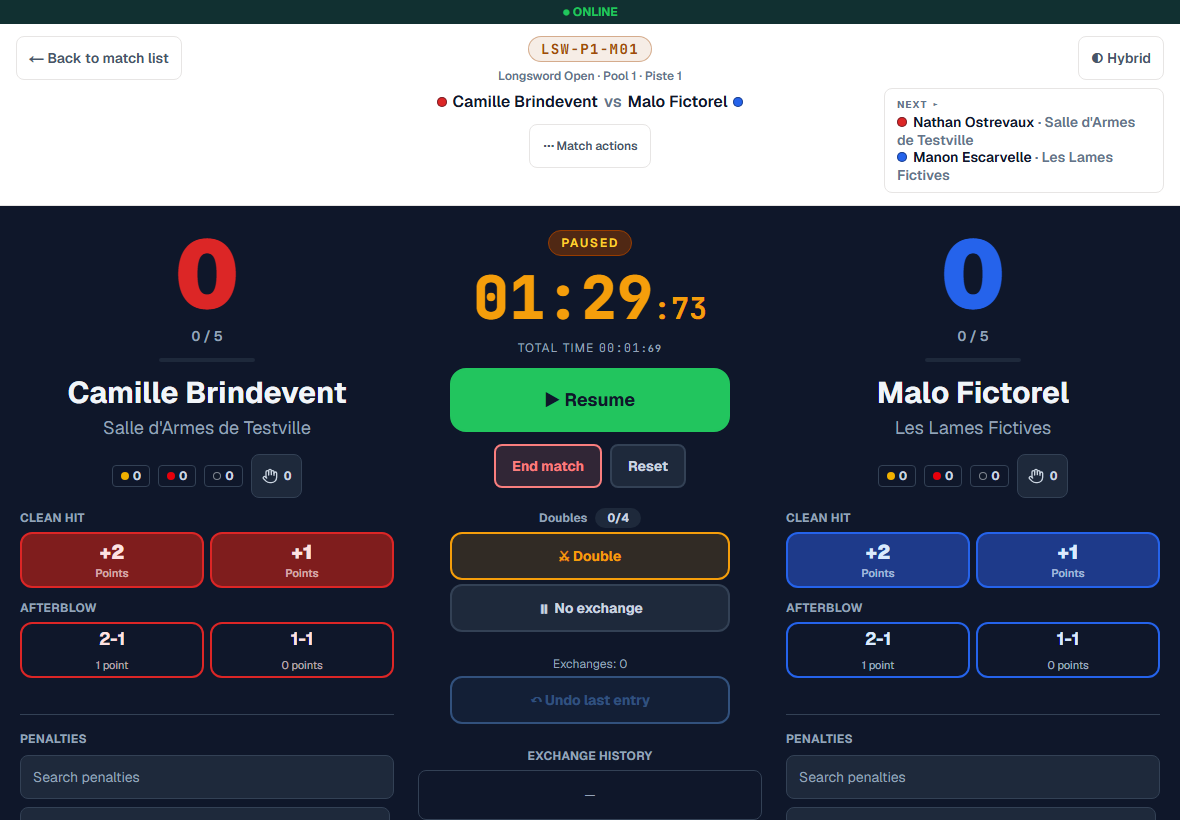 ONLINE
← Back to match list
LSW-P1-M01
Longsword Open · Pool 1 · Piste 1
Camille Brindevent vs Malo Fictorel
··· Match actions
Hybrid
NEXT
Nathan Ostrevaux · Salle d'Armes
de Testville
Manon Escarvelle · Les Lames
Fictives
0
0 / 5
Camille Brindevent
Salle d'Armes de Testville
0 0 0 0
CLEAN HIT
+2
Points
+1
Points
AFTERBLOW
2-1
1 point
1-1
0 points
PENALTIES
Search penalties
PAUSED
01:29:73
TOTAL TIME 00:01:69
Resume
End match
Reset
Doubles 0/4
⚔ Double
No exchange
Exchanges: 0
Undo last entry
EXCHANGE HISTORY
—
0
0 / 5
Malo Fictorel
Les Lames Fictives
0 0 0 0
CLEAN HIT
+2
Points
+1
Points
AFTERBLOW
2-1
1 point
1-1
0 points
PENALTIES
Search penalties